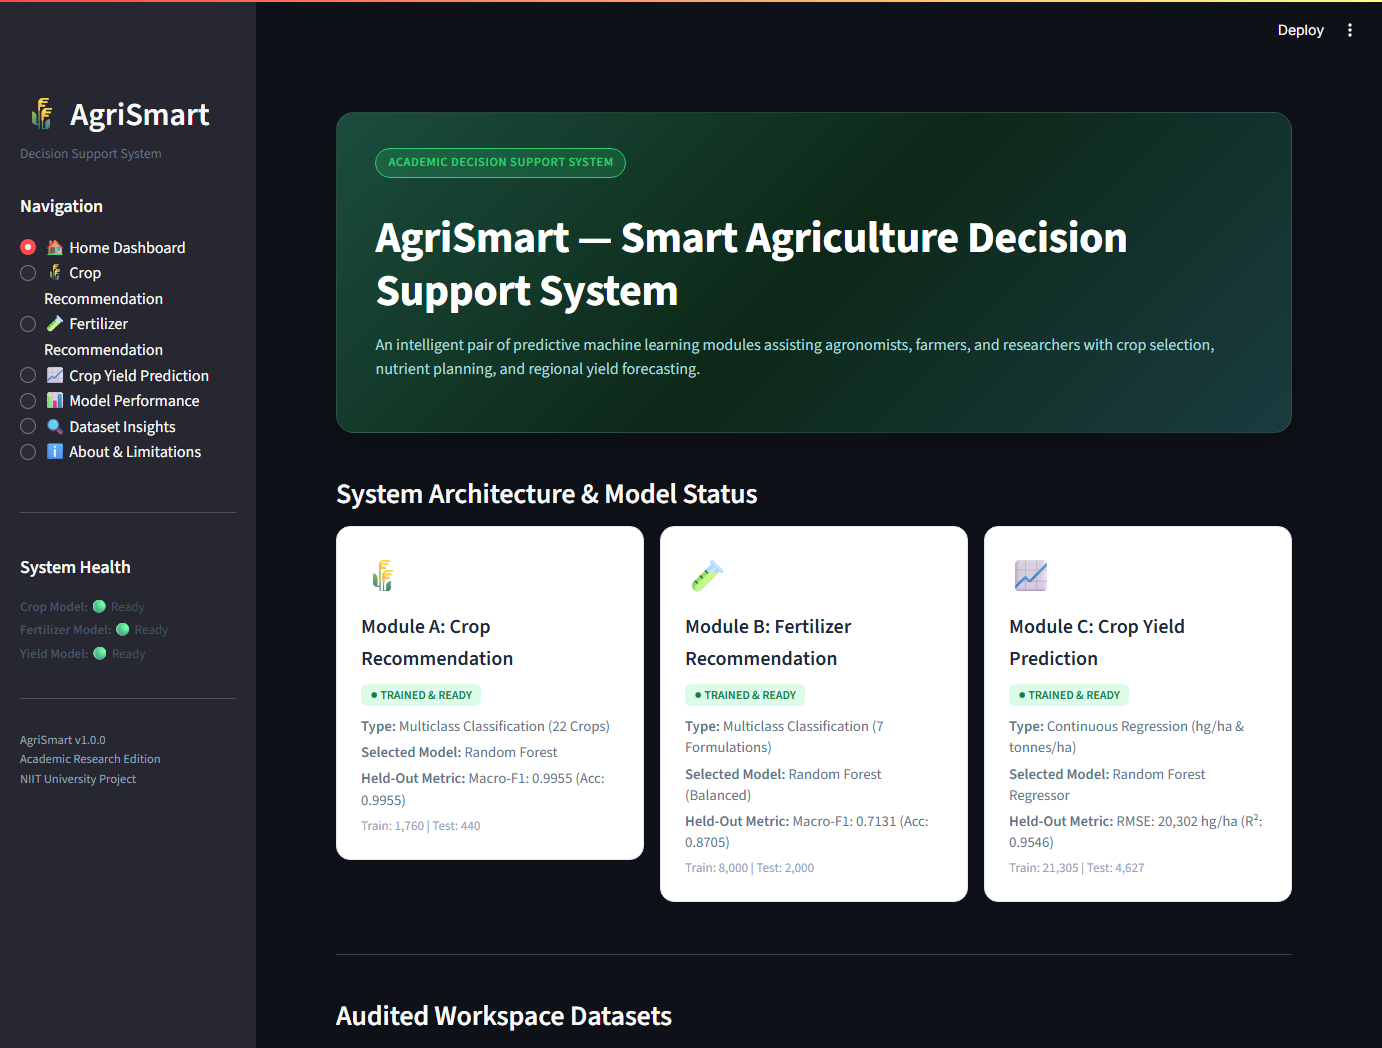 Deploy
AgriSmart
Decision Support System
Navigation
Home Dashboard
Crop
Recommendation
Fertilizer
Recommendation
Crop Yield Prediction
Model Performance
Dataset Insights
About & Limitations
System Health
Crop Model: Ready
Fertilizer Model: Ready
Yield Model: Ready
AgriSmart v1.0.0
Academic Research Edition
NIIT University Project
ACADEMIC DECISION SUPPORT SYSTEM
AgriSmart — Smart Agriculture Decision
Support System
An intelligent pair of predictive machine learning modules assisting agronomists, farmers, and researchers with crop selection,
nutrient planning, and regional yield forecasting.
System Architecture & Model Status
Module A: Crop
Recommendation
● TRAINED & READY
Type: Multiclass Classification (22 Crops)
Selected Model: Random Forest
Held-Out Metric: Macro-F1: 0.9955 (Acc:
0.9955)
Train: 1,760 | Test: 440
Module B: Fertilizer
Recommendation
● TRAINED & READY
Type: Multiclass Classification (7
Formulations)
Selected Model: Random Forest
(Balanced)
Held-Out Metric: Macro-F1: 0.7131 (Acc:
0.8705)
Train: 8,000 | Test: 2,000
Module C: Crop Yield
Prediction
● TRAINED & READY
Type: Continuous Regression (hg/ha &
tonnes/ha)
Selected Model: Random Forest
Regressor
Held-Out Metric: RMSE: 20,302 hg/ha (R²:
0.9546)
Train: 21,305 | Test: 4,627
Audited Workspace Datasets